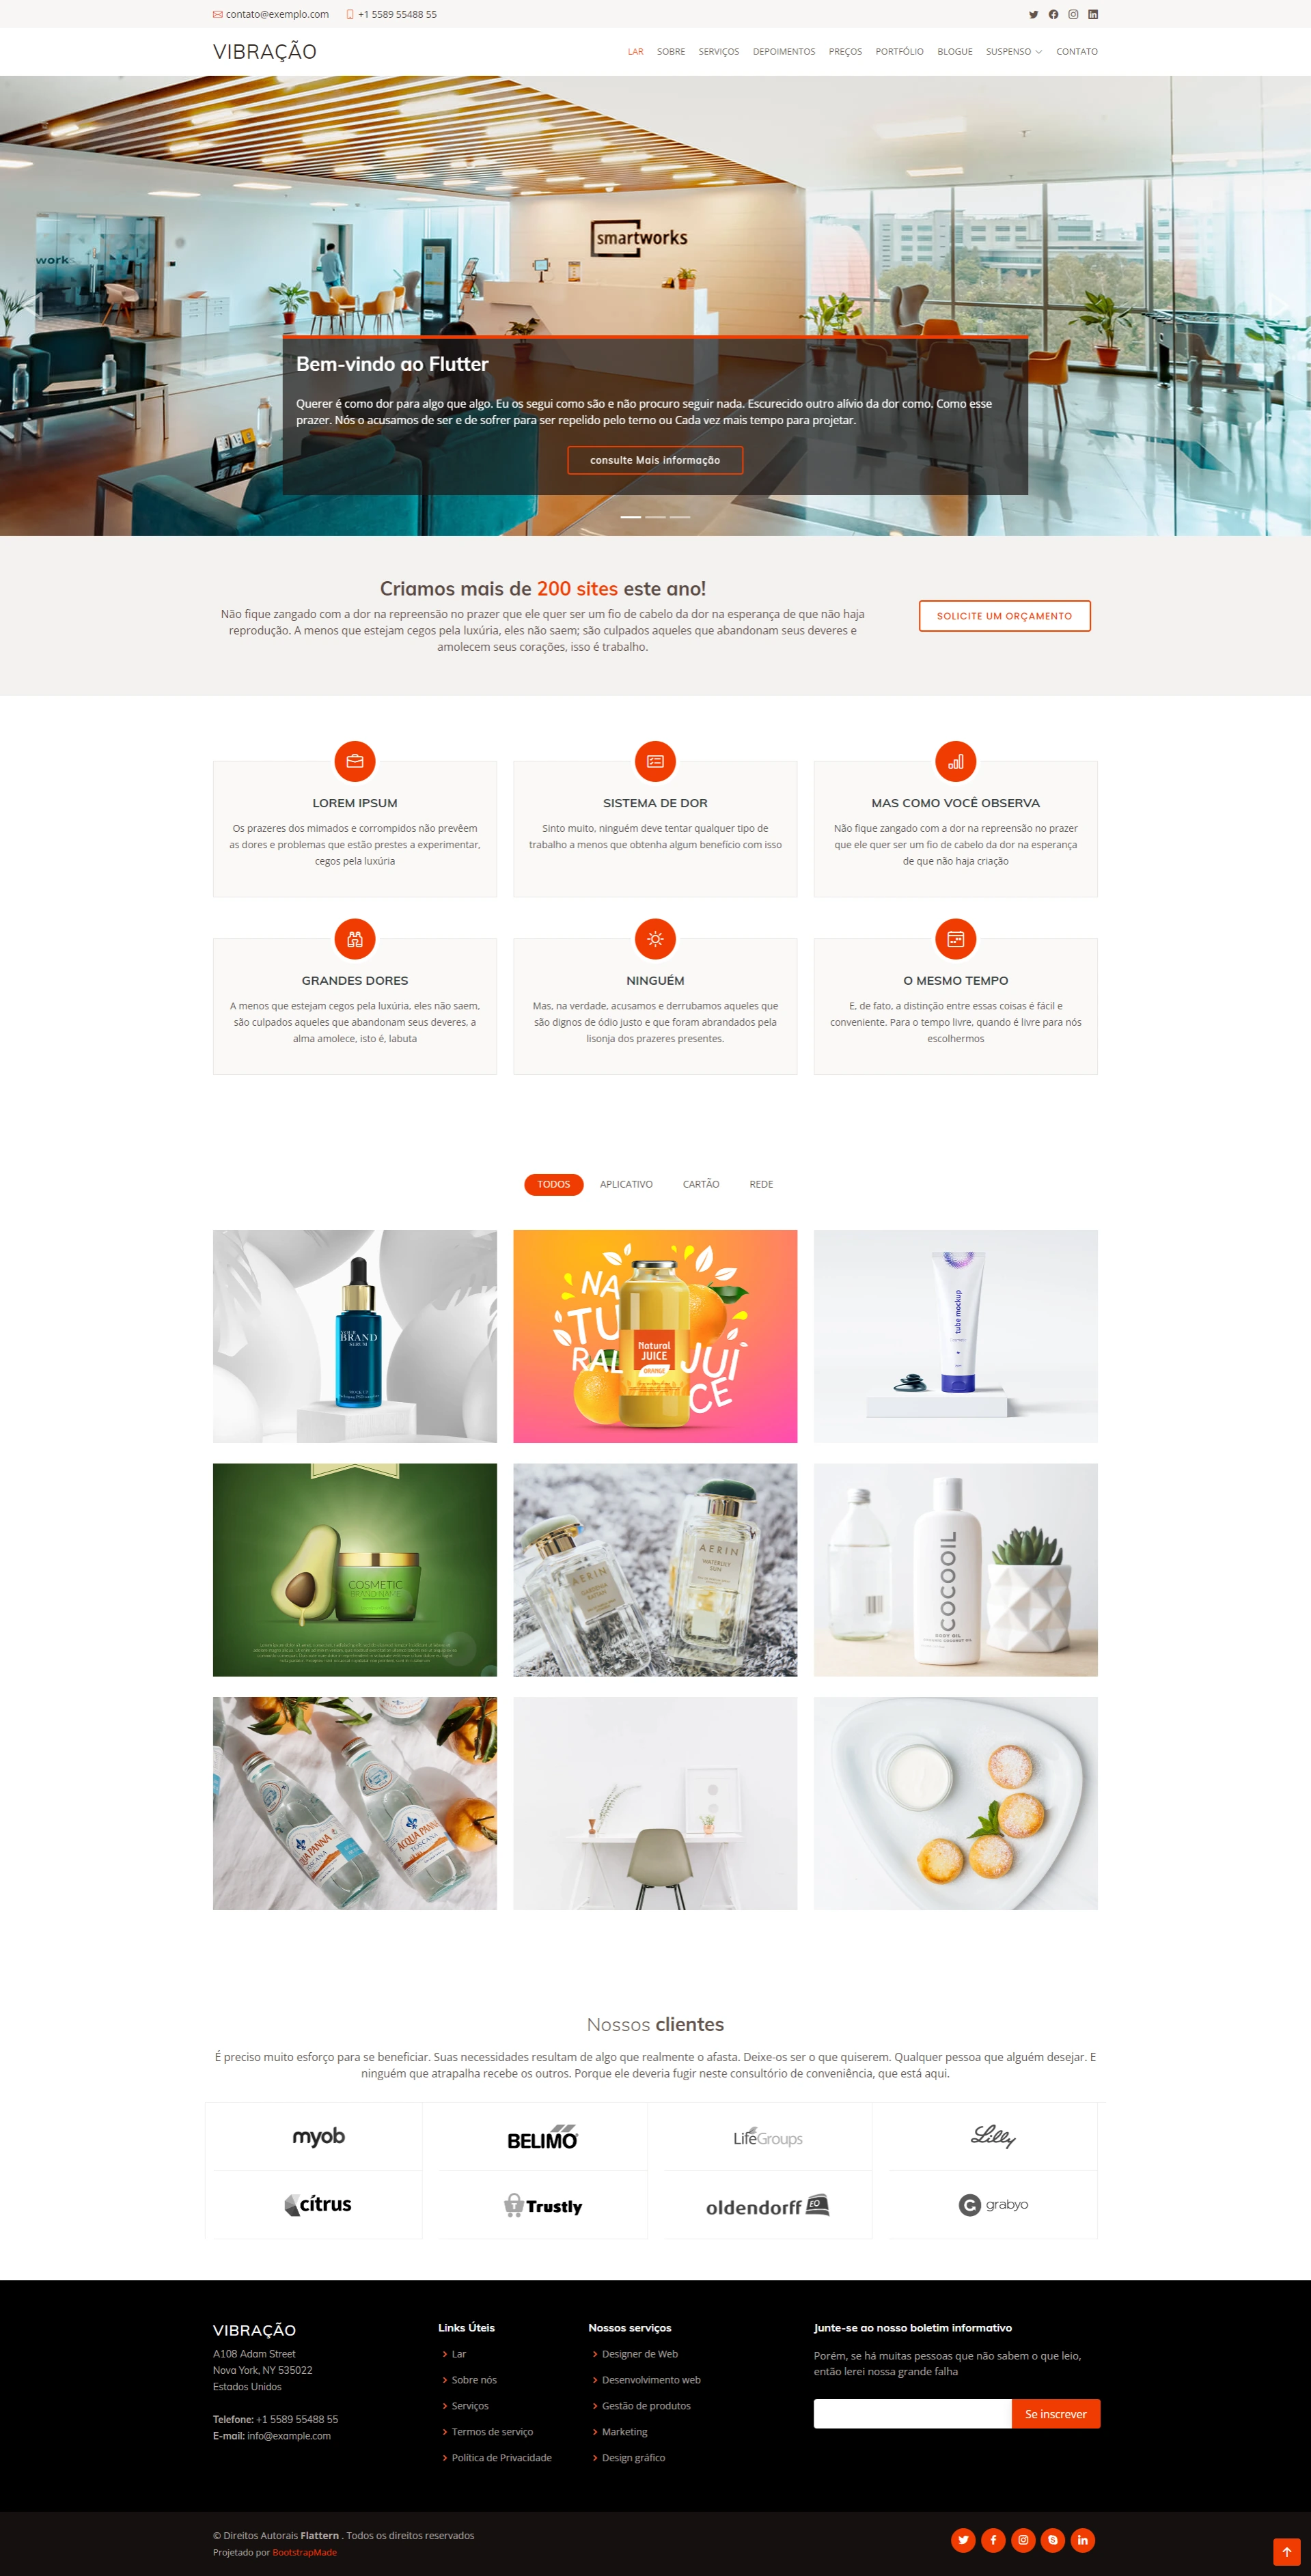 contato@exemplo.com +1 5589 55488 55
VIBRAÇÃO
LAR SOBRE SERVIÇOS DEPOIMENTOS PREÇOS PORTFÓLIO BLOGUE SUSPENSO CONTATO
smartworks
work
Bem-vindo ao Flutter
Querer é como dor para algo que algo. Eu os segui como são e não procuro seguir nada. Escurecido outro alívio da dor como. Como esse
prazer. Nós o acusamos de ser e de sofrer para ser repelido pelo terno ou Cada vez mais tempo para projetar.
consulte Mais informação
Criamos mais de 200 sites este ano!
Não fique zangado com a dor na repreensão no prazer que ele quer ser um fio de cabelo da dor na esperança de que não haja
reprodução. A menos que estejam cegos pela luxúria, eles não saem; são culpados aqueles que abandonam seus deveres e
amolecem seus corações, isso é trabalho.
SOLICITE UM ORÇAMENTO
LOREM IPSUM
Os prazeres dos mimados e corrompidos não prevêem
as dores e problemas que estão prestes a experimentar,
cegos pela luxúria
SISTEMA DE DOR
Sinto muito, ninguém deve tentar qualquer tipo de
trabalho a menos que obtenha algum benefício com isso
MAS COMO VOCÊ OBSERVA
Não fique zangado com a dor na repreensão no prazer
que ele quer ser um fio de cabelo da dor na esperança
de que não haja criação
GRANDES DORES
A menos que estejam cegos pela luxúria, eles não saem,
são culpados aqueles que abandonam seus deveres, a
alma amolece, isto é, labuta
NINGUÉM
Mas, na verdade, acusamos e derrubamos aqueles que
são dignos de ódio justo e que foram abrandados pela
lisonja dos prazeres presentes.
O MESMO TEMPO
E, de fato, a distinção entre essas coisas é fácil e
conveniente. Para o tempo livre, quando é livre para nós
escolhermos
TODOS APLICATIVO CARTÃO REDE
BRAND
SERUM
NA
TU
RAL
JUI
CE
Natural
JUICE
ORANGE
tube mockup
COSMETIC
BRAND NAME
AERIN
AERIN
WATERLILY
SUN
COCOOIL
BODY OIL
ACQUA PANNA
TOSCANA
Nossos clientes
É preciso muito esforço para se beneficiar. Suas necessidades resultam de algo que realmente o afasta. Deixe-os ser o que quiserem. Qualquer pessoa que alguém desejar. E
ninguém que atrapalha recebe os outros. Porque ele deveria fugir neste consultório de conveniência, que está aqui.
myob
BELIMO
LifeGroups
Lilly
cítrus
Trustly
oldendorff EO
grabyo
VIBRAÇÃO
A108 Adam Street
Nova York, NY 535022
Estados Unidos
Telefone: +1 5589 55488 55
E-mail: info@example.com
Links Úteis
Lar
Sobre nós
Serviços
Termos de serviço
Política de Privacidade
Nossos serviços
Designer de Web
Desenvolvimento web
Gestão de produtos
Marketing
Design gráfico
Junte-se ao nosso boletim informativo
Porém, se há muitas pessoas que não sabem o que leio,
então lerei nossa grande falha
Se inscrever
© Direitos Autorais Flattern . Todos os direitos reservados
Projetado por BootstrapMade